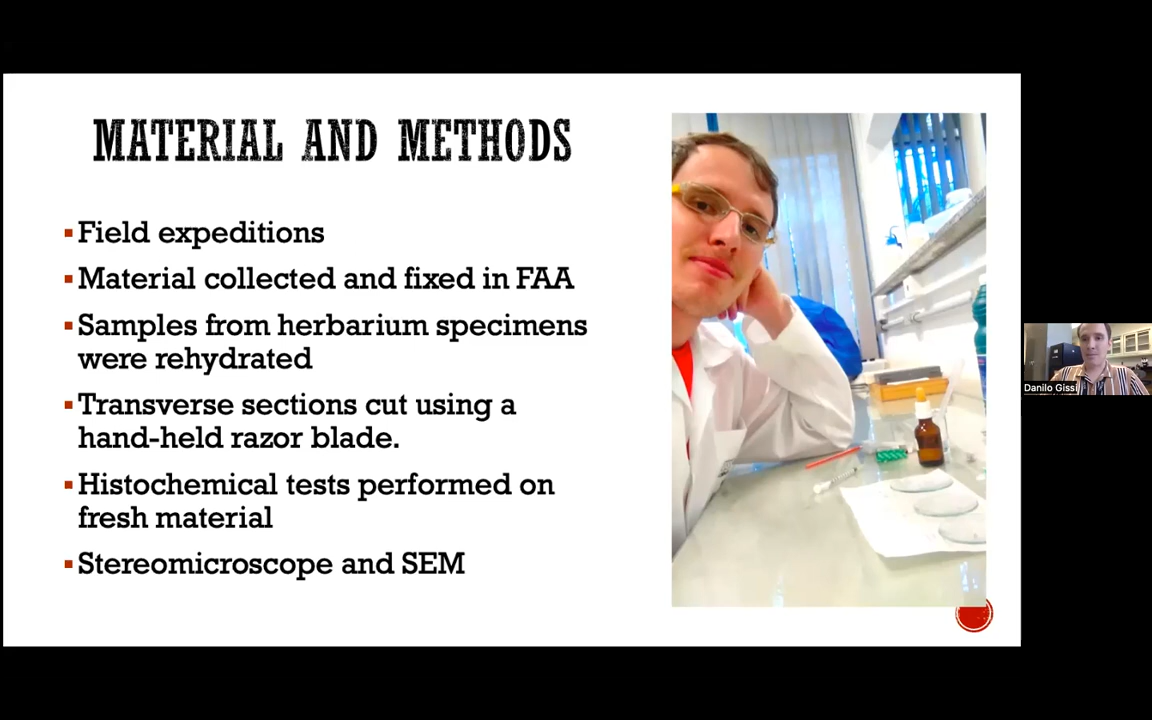 MATERIAL AND METHODS
▪Field expeditions
▪Material collected and fixed in FAA
▪Samples from herbarium specimens
were rehydrated
▪Transverse sections cut using a
hand-held razor blade.
▪Histochemical tests performed on
fresh material
▪Stereomicroscope and SEM
Danilo Gissi